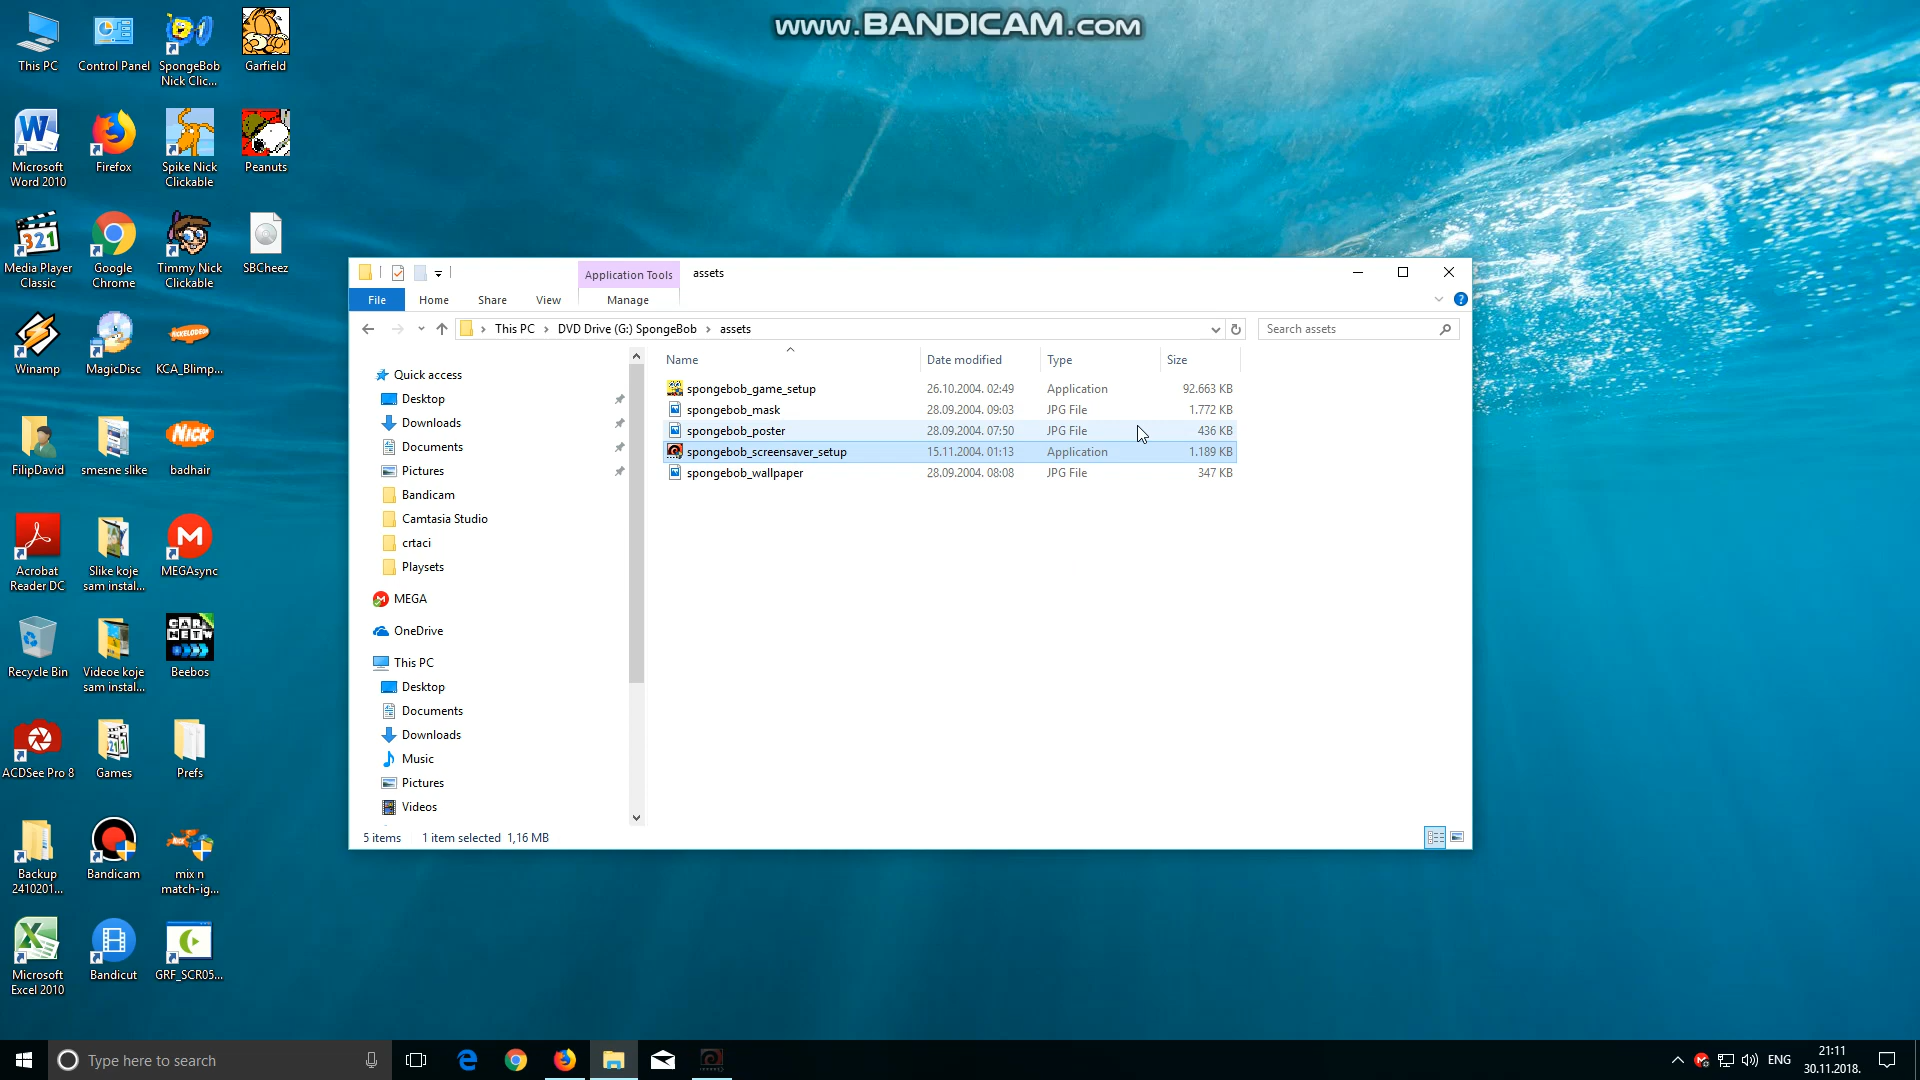 www.BANDICAM.com
This PC
Control Panel
SpongeBob
Nick Clic...
Garfield
Microsoft
Word 2010
Firefox
Spike Nick
Clickable
Peanuts
Media Player
Classic
Google
Chrome
Timmy Nick
Clickable
SBCheez
Winamp
MagicDisc
KCA_Blimp...
FilipDavid
smesne slike
badhair
Acrobat
Reader DC
Slike koje
sam instal...
MEGAsync
Recycle Bin
Videoe koje
sam instal...
Beebos
ACDSee Pro 8
Games
Prefs
Backup
2410201...
Bandicam
mix n
match-ig...
Microsoft
Excel 2010
Bandicut
GRF_SCR05...
Application Tools
assets
File
Home
Share
View
Manage
This PC
DVD Drive (G:) SpongeBob
assets
Search assets
Quick access
Desktop
Downloads
Documents
Pictures
Bandicam
Camtasia Studio
crtaci
Playsets
MEGA
OneDrive
This PC
Desktop
Documents
Downloads
Music
Pictures
Videos
Name Date modified Type Size
spongebob_game_setup 26.10.2004. 02:49 Application 92.663 KB
spongebob_mask 28.09.2004. 09:03 JPG File 1.772 KB
spongebob_poster 28.09.2004. 07:50 JPG File 436 KB
spongebob_screensaver_setup 15.11.2004. 01:13 Application 1.189 KB
spongebob_wallpaper 28.09.2004. 08:08 JPG File 347 KB
5 items 1 item selected 1,16 MB
Type here to search
ENG
21:11
30.11.2018.